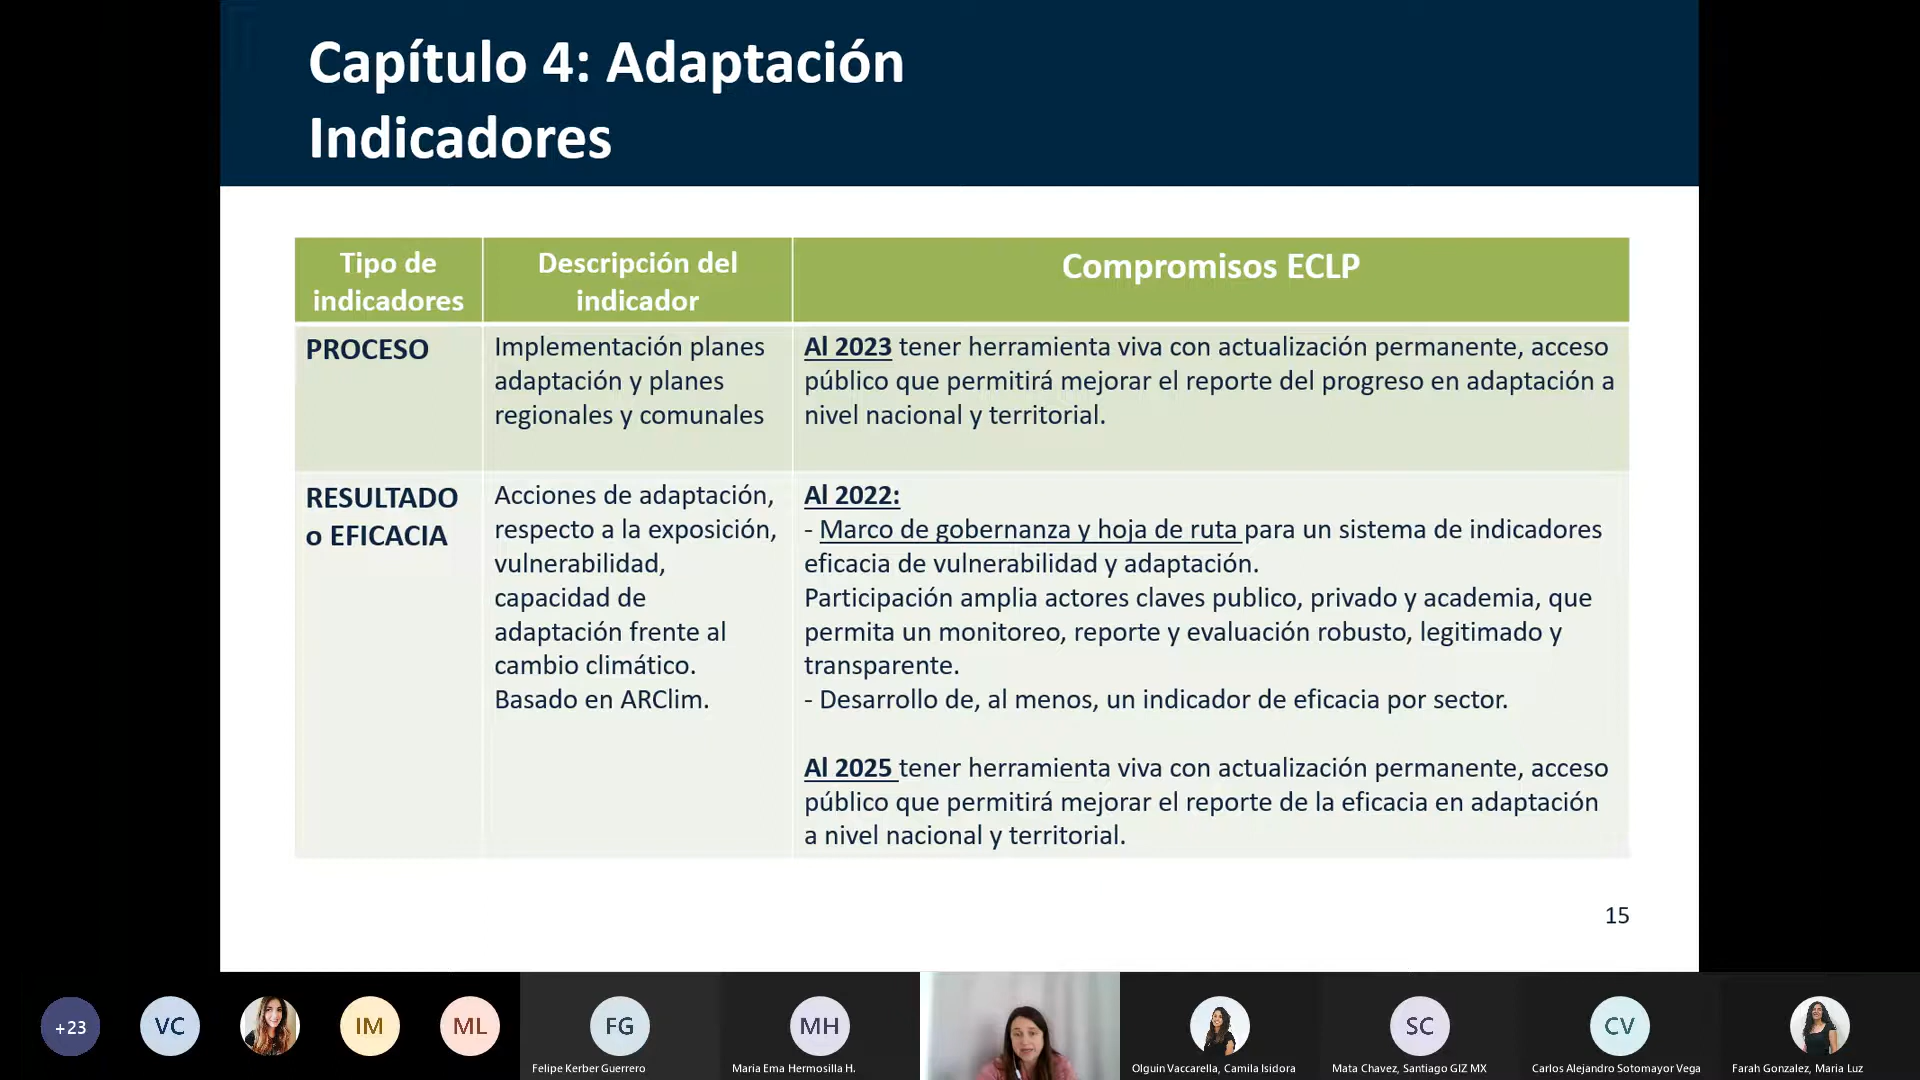 Capítulo 4: Adaptación
Indicadores
Tipo de
indicadores
Descripción del
indicador
Compromisos ECLP
PROCESO
Implementación planes
adaptación y planes
regionales y comunales
Al 2023 tener herramienta viva con actualización permanente, acceso
público que permitirá mejorar el reporte del progreso en adaptación a
nivel nacional y territorial.
RESULTADO
o EFICACIA
Acciones de adaptación,
respecto a la exposición,
vulnerabilidad,
capacidad de
adaptación frente al
cambio climático.
Basado en ARClim.
Al 2022:
- Marco de gobernanza y hoja de ruta para un sistema de indicadores
eficacia de vulnerabilidad y adaptación.
Participación amplia actores claves publico, privado y academia, que
permita un monitoreo, reporte y evaluación robusto, legitimado y
transparente.
- Desarrollo de, al menos, un indicador de eficacia por sector.
Al 2025 tener herramienta viva con actualización permanente, acceso
público que permitirá mejorar el reporte de la eficacia en adaptación
a nivel nacional y territorial.
15
+23
VC
IM
ML
FG
MH
SC
CV
Felipe Kerber Guerrero
Maria Ema Hermosilla H.
Olguin Vaccarella, Camila Isidora
Mata Chavez, Santiago GIZ MX
Carlos Alejandro Sotomayor Vega
Farah Gonzalez, Maria Luz